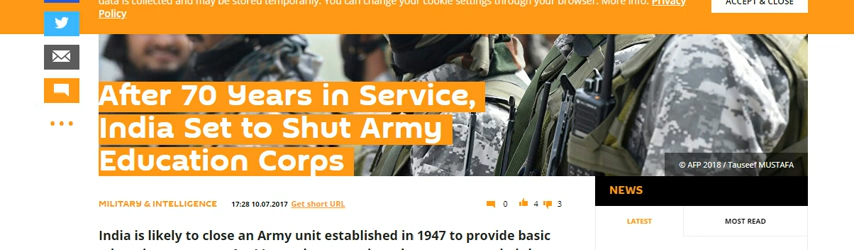 data is collected and may be stored temporarily. You can change your cookie settings through your browser. More info: Privacy
Policy
ACCEPT & CLOSE
After 70 Years in Service,
India Set to Shut Army
Education Corps
© AFP 2018 / Tauseef MUSTAFA
MILITARY & INTELLIGENCE 17:28 10.07.2017 Get short URL 0 4 3
NEWS
LATEST MOST READ
India is likely to close an Army unit established in 1947 to provide basic